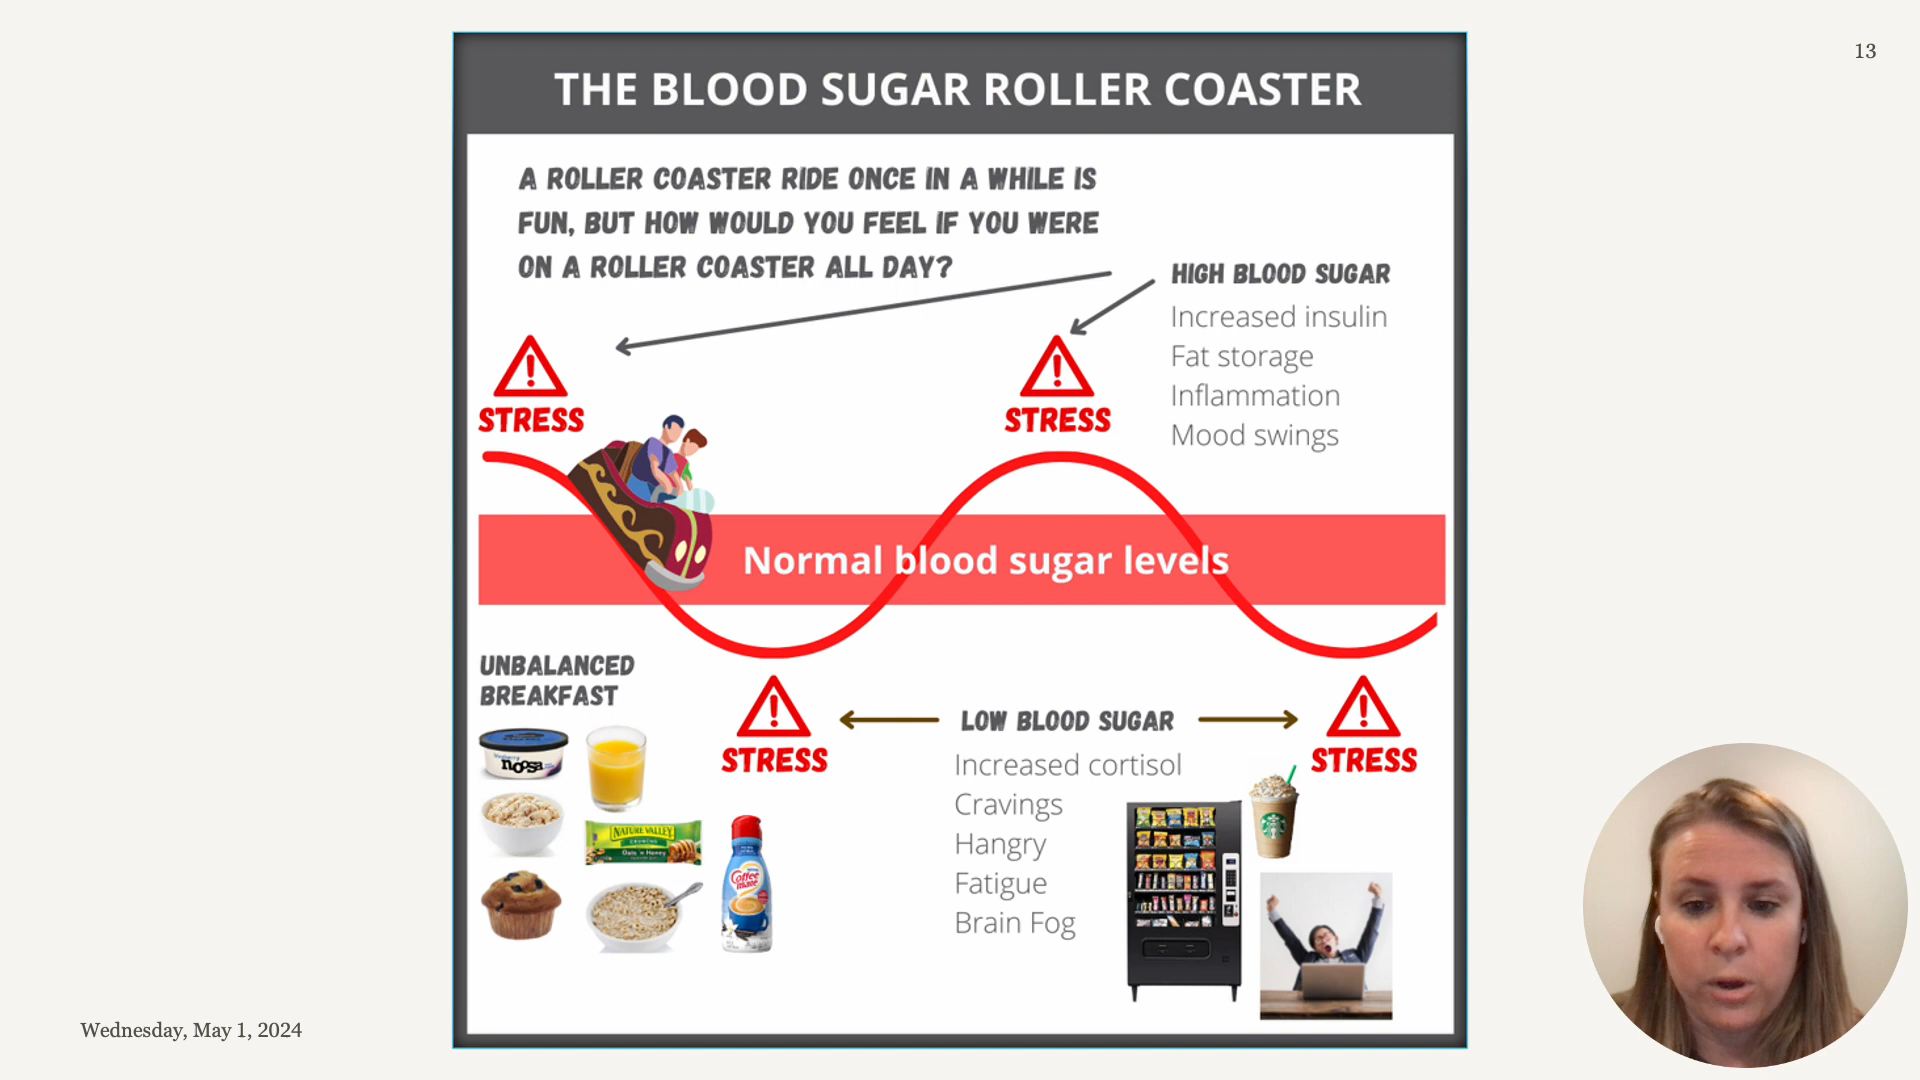 THE BLOOD SUGAR ROLLER COASTER
13
A ROLLER COASTER RIDE ONCE IN A WHILE IS
FUN, BUT HOW WOULD YOU FEEL IF YOU WERE
ON A ROLLER COASTER ALL DAY?
HIGH BLOOD SUGAR
Increased insulin
Fat storage
Inflammation
Mood swings
STRESS
STRESS
Normal blood sugar levels
UNBALANCED
BREAKFAST
STRESS
LOW BLOOD SUGAR
STRESS
Increased cortisol
Cravings
Hangry
Fatigue
Brain Fog
noosa
NATURE VALLEY
CRUNCHY
Oats 'n Honey
Coffee
mate
Wednesday, May 1, 2024